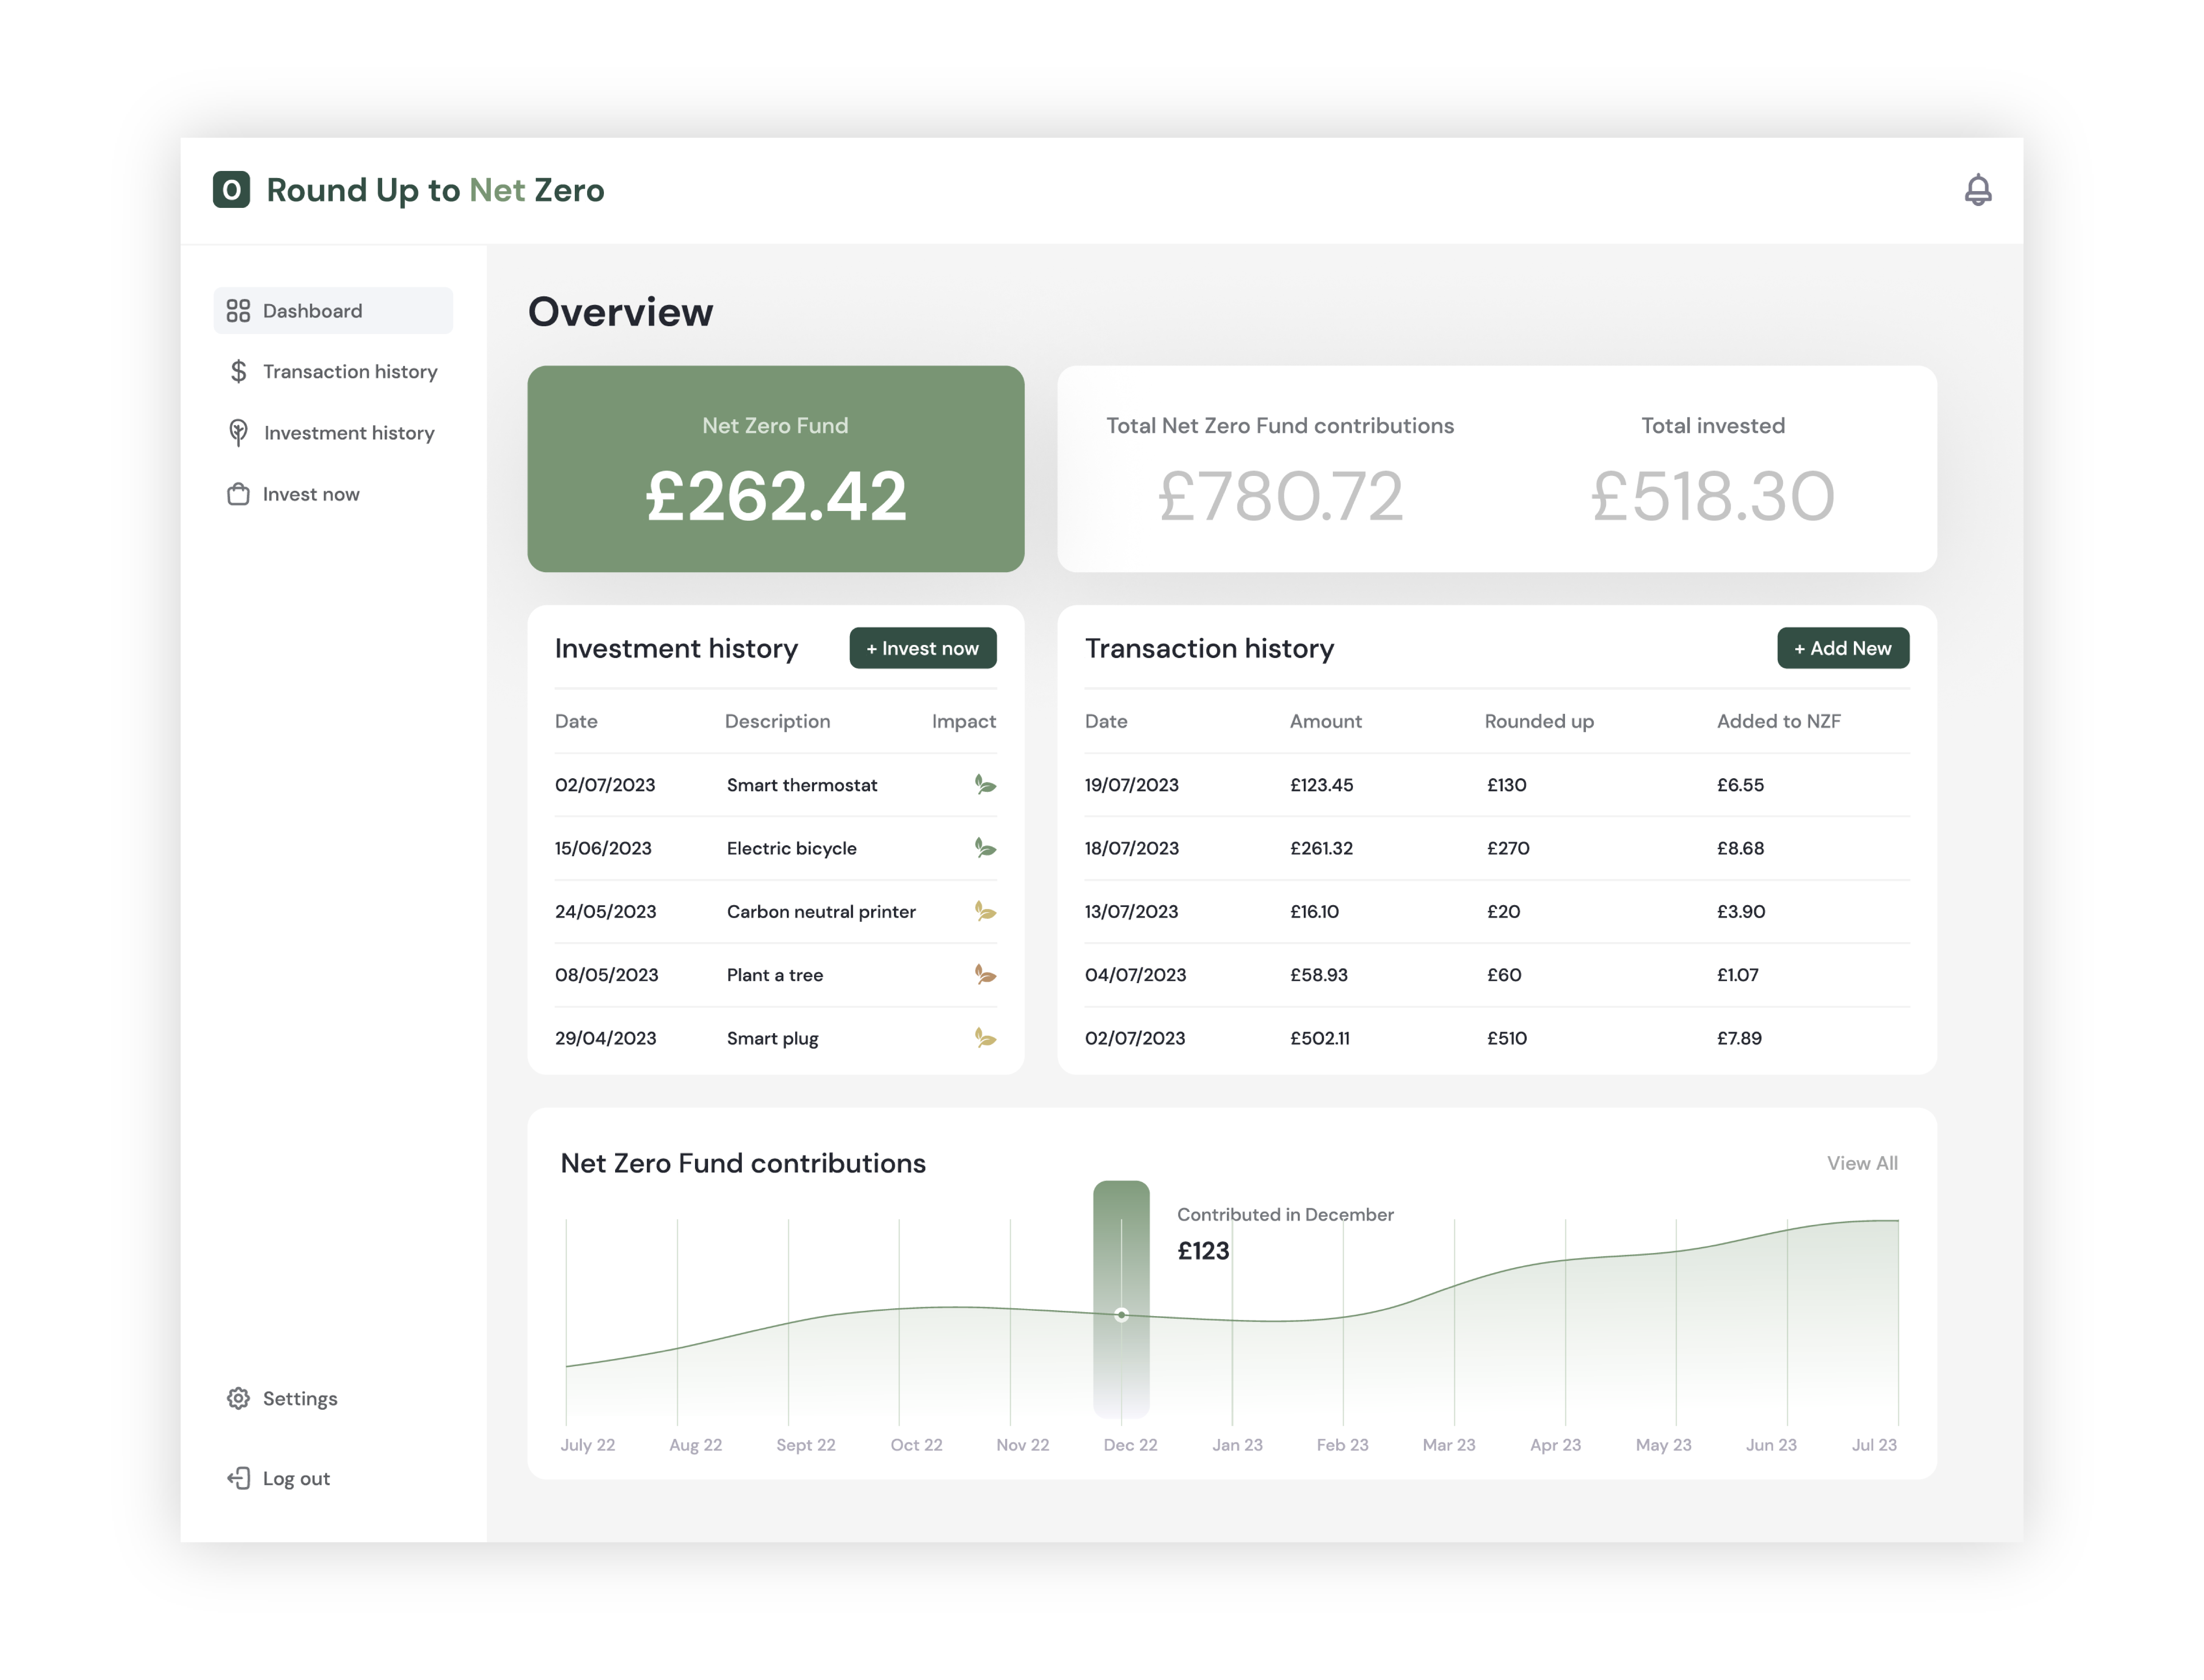 O Round Up to Net Zero
Dashboard
Transaction history
Investment history
Invest now
Settings
Log out
Overview
Net Zero Fund
£262.42
Total Net Zero Fund contributions
£780.72
Total invested
£518.30
Investment history + Invest now
Date Description Impact
02/07/2023 Smart thermostat
15/06/2023 Electric bicycle
24/05/2023 Carbon neutral printer
08/05/2023 Plant a tree
29/04/2023 Smart plug
Transaction history + Add New
Date Amount Rounded up Added to NZF
19/07/2023 £123.45 £130 £6.55
18/07/2023 £261.32 £270 £8.68
13/07/2023 £16.10 £20 £3.90
04/07/2023 £58.93 £60 £1.07
02/07/2023 £502.11 £510 £7.89
Net Zero Fund contributions View All
Contributed in December
£123
July 22 Aug 22 Sept 22 Oct 22 Nov 22 Dec 22 Jan 23 Feb 23 Mar 23 Apr 23 May 23 Jun 23 Jul 23